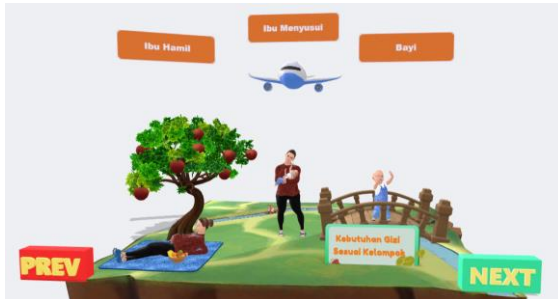 Ibu Hamil
Ibu Menyusui
Bayi
Kebutuhan Gizi
Sesuai Kelompok
PREV
NEXT